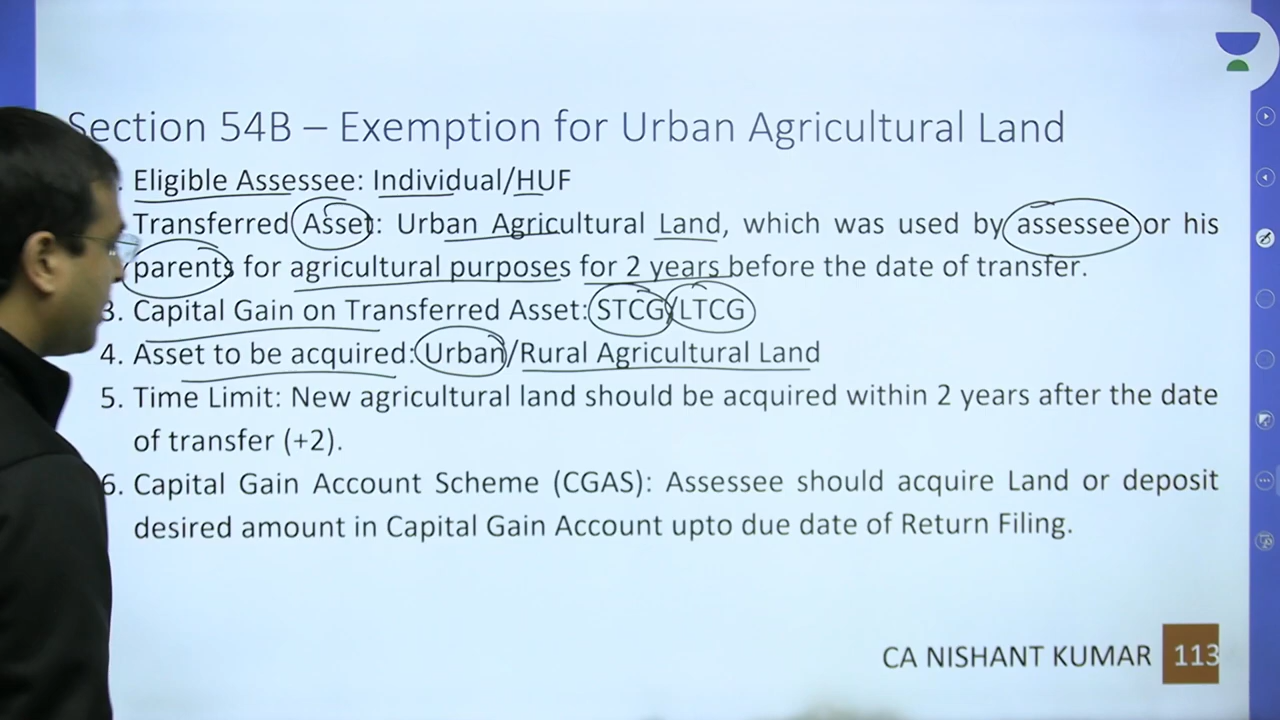 Section 54B – Exemption for Urban Agricultural Land
. Eligible Assessee: Individual/HUF
Transferred Asset: Urban Agricultural Land, which was used by assessee or his
parents for agricultural purposes for 2 years before the date of transfer.
3. Capital Gain on Transferred Asset: STCG/LTCG
4. Asset to be acquired: Urban/Rural Agricultural Land
5. Time Limit: New agricultural land should be acquired within 2 years after the date
of transfer (+2).
6. Capital Gain Account Scheme (CGAS): Assessee should acquire Land or deposit
desired amount in Capital Gain Account upto due date of Return Filing.
CA NISHANT KUMAR 113